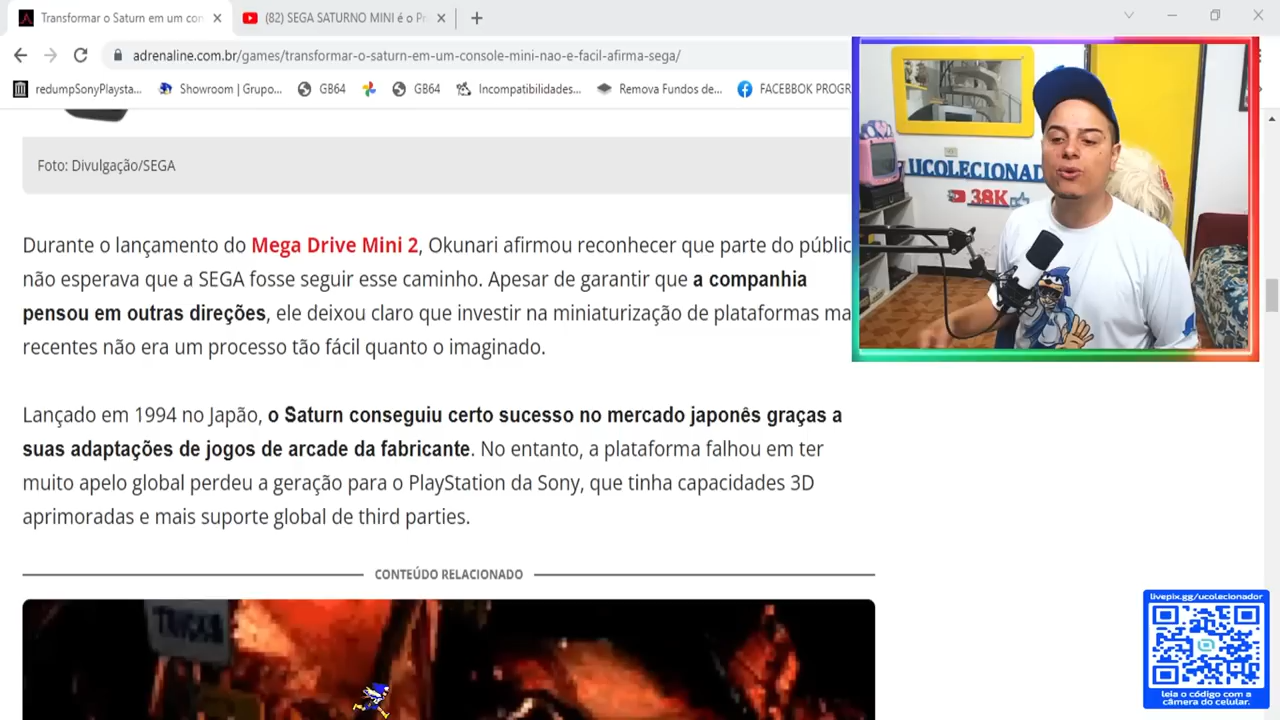 Transformar o Saturn em um con
(82) SEGA SATURNO MINI é o Pr
adrenaline.com.br/games/transformar-o-saturn-em-um-console-mini-nao-e-facil-afirma-sega/
redumpSonyPlaysta...
Showroom | Grupo...
GB64
GB64
Incompatibilidades...
Remova Fundos de...
FACEBBOK PROGR
UCOLECIONAD
38K
Foto: Divulgação/SEGA
Durante o lançamento do Mega Drive Mini 2, Okunari afirmou reconhecer que parte do públic
não esperava que a SEGA fosse seguir esse caminho. Apesar de garantir que a companhia
pensou em outras direções, ele deixou claro que investir na miniaturização de plataformas ma
recentes não era um processo tão fácil quanto o imaginado.
Lançado em 1994 no Japão, o Saturn conseguiu certo sucesso no mercado japonês graças a
suas adaptações de jogos de arcade da fabricante. No entanto, a plataforma falhou em ter
muito apelo global perdeu a geração para o PlayStation da Sony, que tinha capacidades 3D
aprimoradas e mais suporte global de third parties.
CONTEÚDO RELACIONADO
livepix.gg/ucolecionador
leia o código com a
câmera do celular.